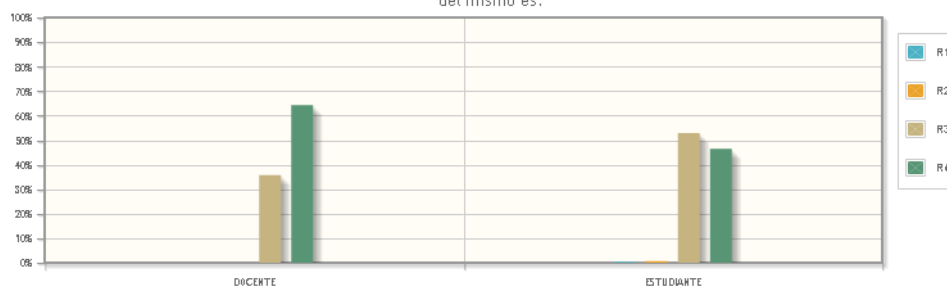 del mismo es:
100%
90%
80%
70%
60%
50%
40%
30%
20%
10%
0%
DOCENTE
ESTUDIANTE
R1
R2
R3